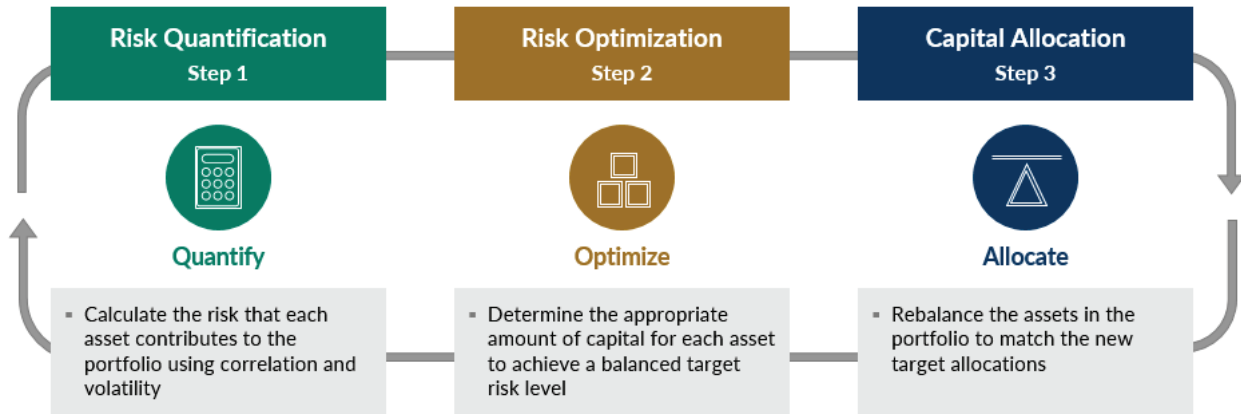 Risk Quantification
Step 1
Quantify
▪ Calculate the risk that each
asset contributes to the
portfolio using correlation and
volatility
Risk Optimization
Step 2
Optimize
▪ Determine the appropriate
amount of capital for each asset
to achieve a balanced target
risk level
Capital Allocation
Step 3
Allocate
▪ Rebalance the assets in the
portfolio to match the new
target allocations